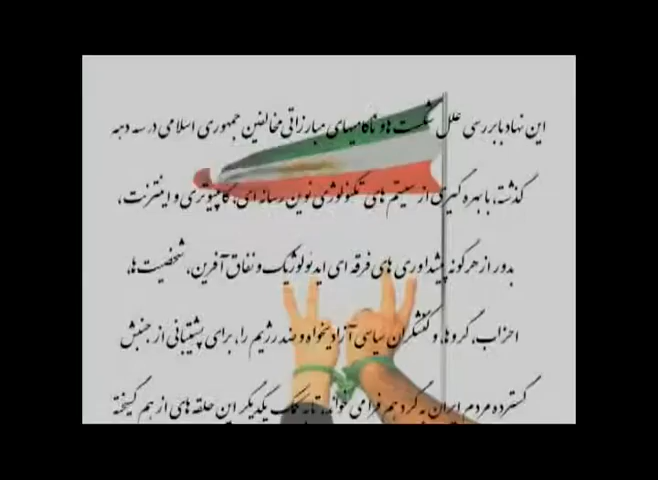 این نهاد با بررسی علل شکست ها و ناکامیهای مبارزاتی مخالفین جمهوری اسلامی در سه دهه
گذشته، با بهره گیری از سیستم های تکنولوژی نوین رسانه ای، کامپیوتری و اینترنت،
بدور از هرگونه پیشداوری های فرقه ای ایدئولوژیک و نفاق آفرین، شخصیت ها،
احزاب، گروها، و کنشگران سیاسی آزادیخواه و ضد رژیم را، برای پشتیبانی از جنبش
گسترده مردم ایران به گرد هم فرا می خواند، تا به کمک یکدیگر این حلقه های از هم گسیخته